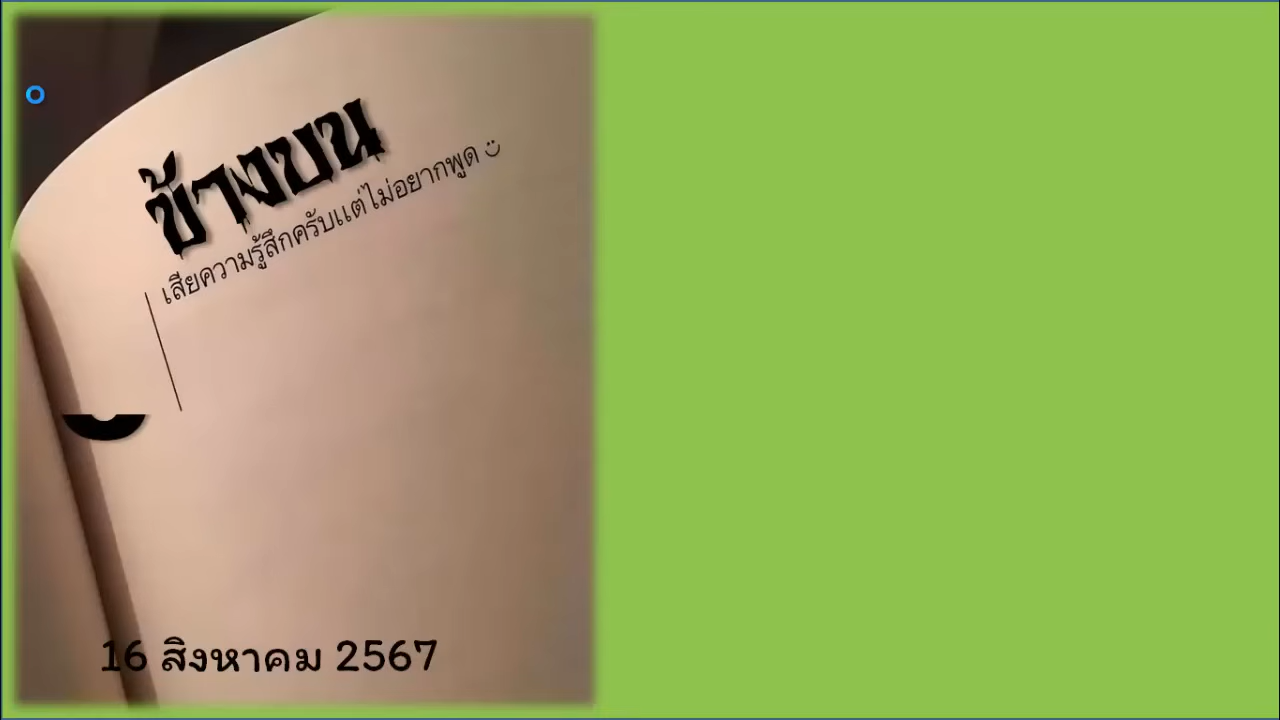 ข้างบน
เสียความรู้สึกครับแต่ไม่อยากพูด
16 สิงหาคม 2567